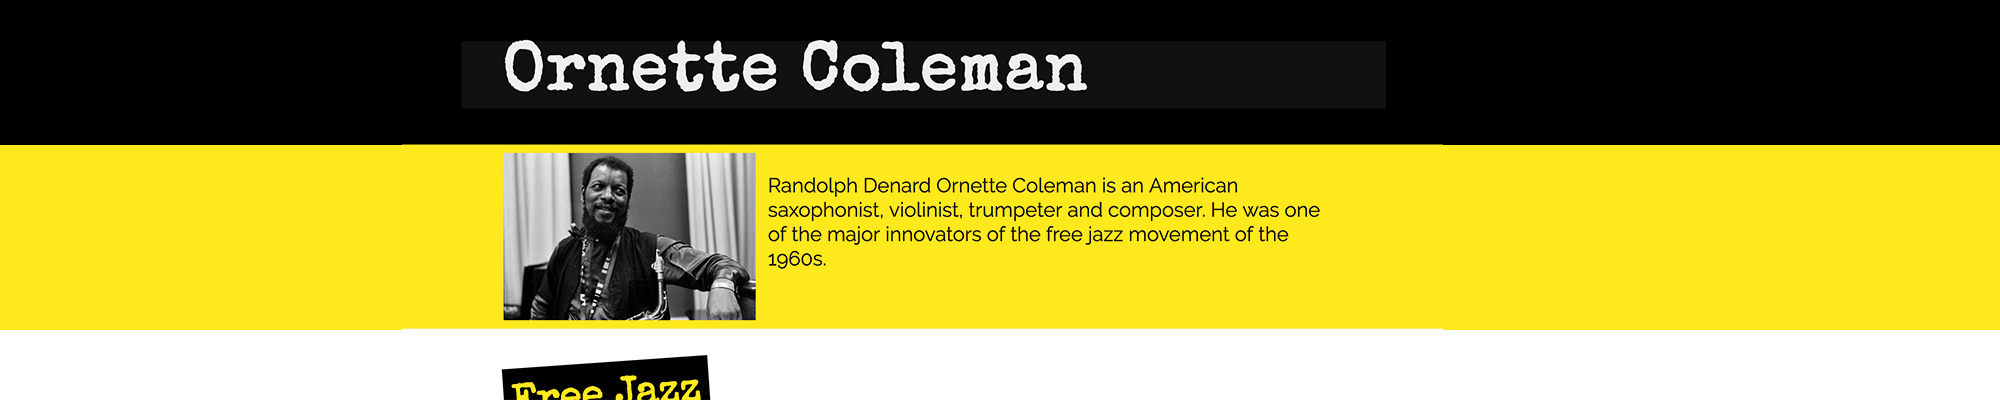 Ornette Coleman
Randolph Denard Ornette Coleman is an American
saxophonist, violinist, trumpeter and composer. He was one
of the major innovators of the free jazz movement of the
1960s.
Free Jazz